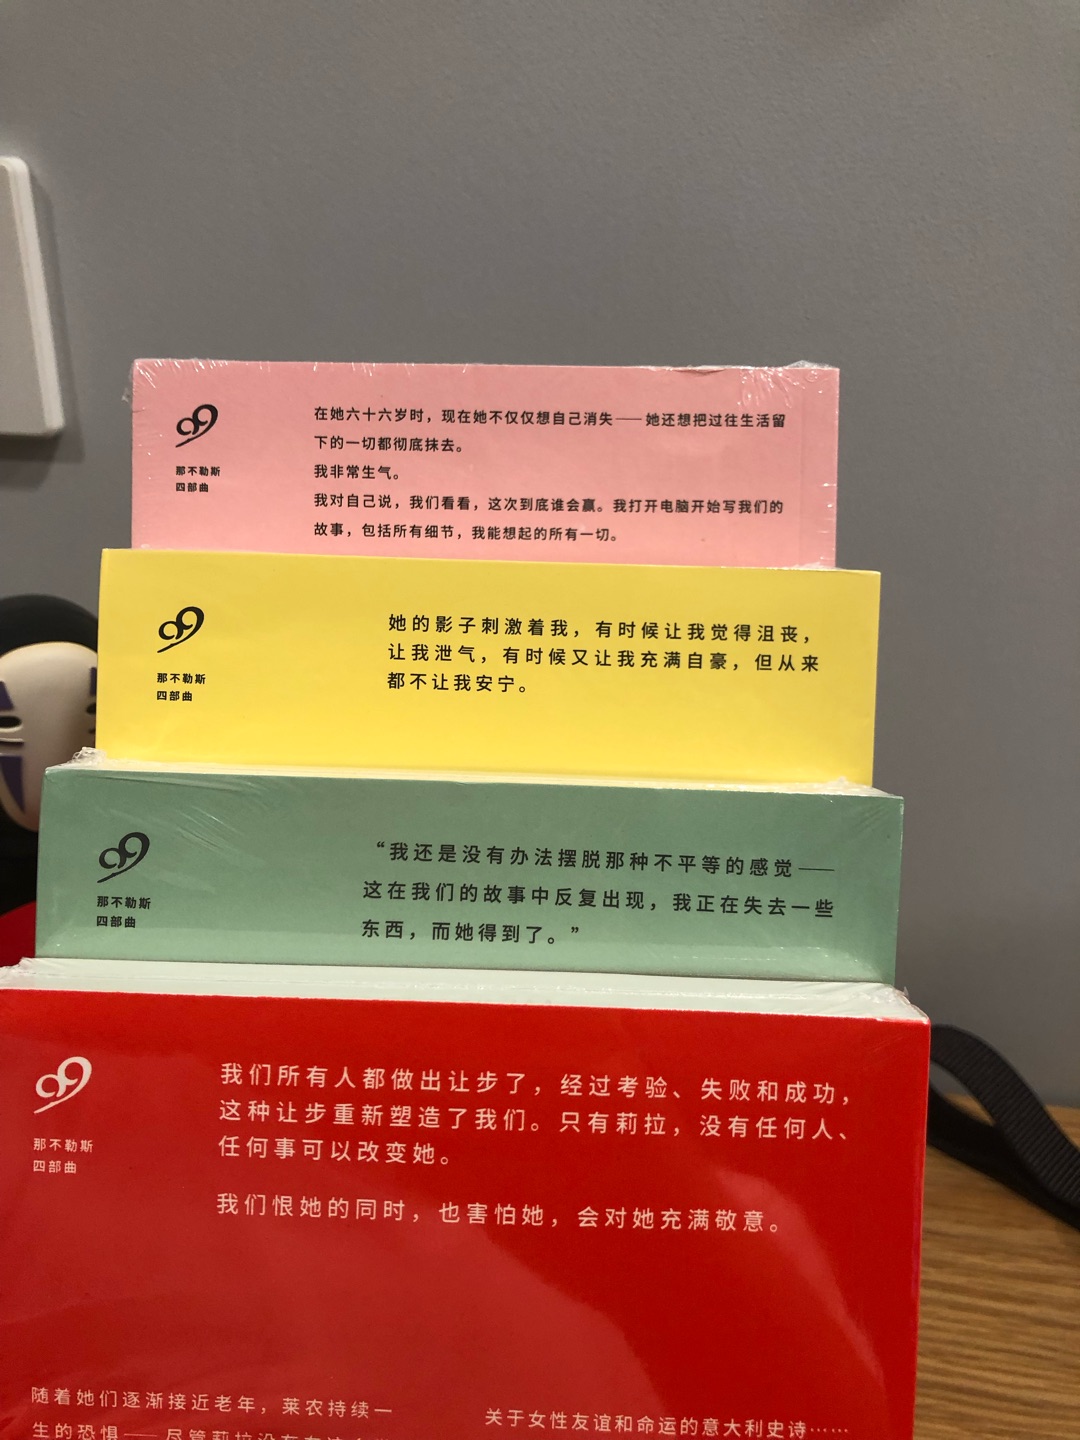 在她六十六岁时，现在她不仅仅想自己消失——她还想把过往生活留
下的一切都彻底抹去。
我非常生气。
我对自己说，我们看看，这次到底谁会赢。我打开电脑开始写我们的
故事，包括所有细节，我能想起的所有一切。
99
那不勒斯
四部曲
她的影子刺激着我，有时候让我觉得沮丧，
让我泄气，有时候又让我充满自豪，但从来
都不让我安宁。
99
那不勒斯
四部曲
“我还是没有办法摆脱那种不平等的感觉——
这在我们的故事中反复出现，我正在失去一些
东西，而她得到了。”
99
那不勒斯
四部曲
我们所有人都做出让步了，经过考验、失败和成功，
这种让步重新塑造了我们。只有莉拉，没有任何人、
任何事可以改变她。
我们恨她的同时，也害怕她，会对她充满敬意。
99
那不勒斯
四部曲
随着她们逐渐接近老年，莱农持续一
生的恐惧——尽管莉拉没有
关于女性友谊和命运的意大利史诗……